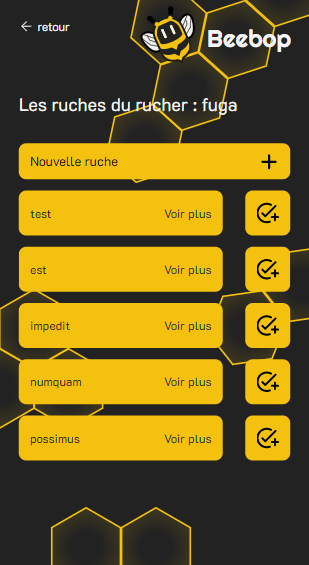 retour
Beebop
Les ruches du rucher : fuga
Nouvelle ruche
test Voir plus
est Voir plus
impedit Voir plus
numquam Voir plus
possimus Voir plus